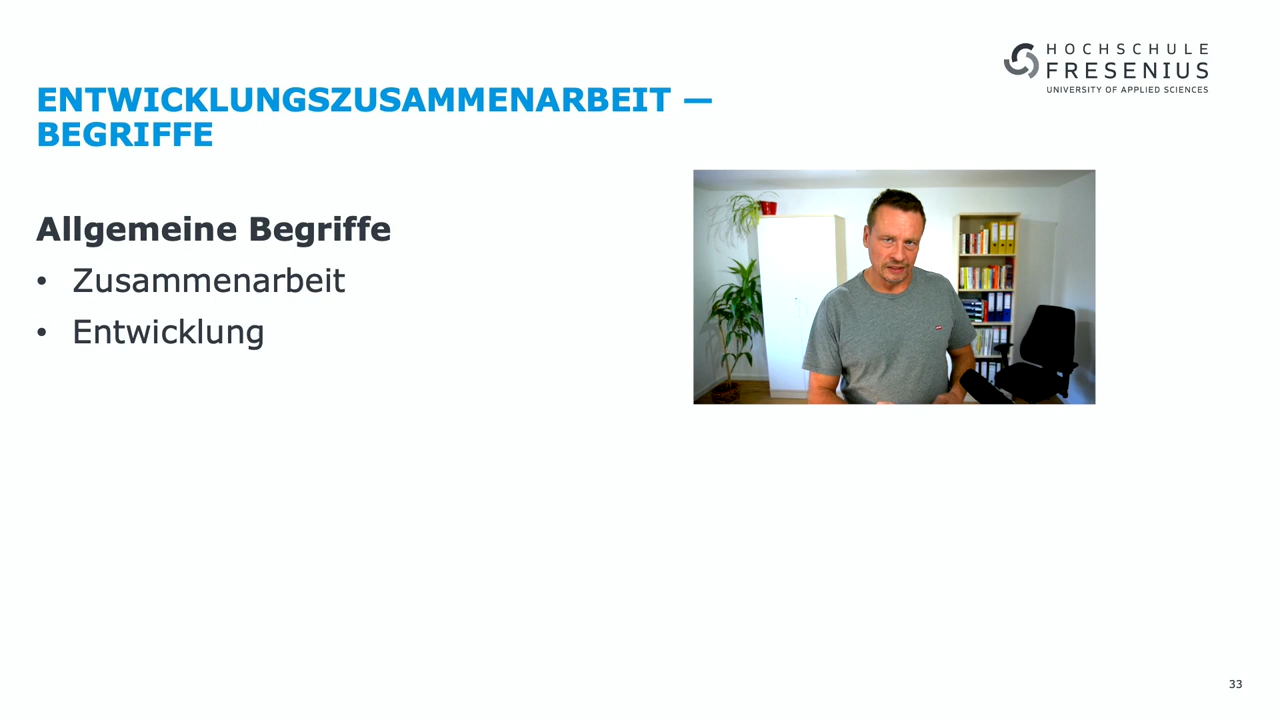 HOCHSCHULE
FRESENIUS
UNIVERSITY OF APPLIED SCIENCES
ENTWICKLUNGSZUSAMMENARBEIT —
BEGRIFFE
Allgemeine Begriffe
• Zusammenarbeit
• Entwicklung
33